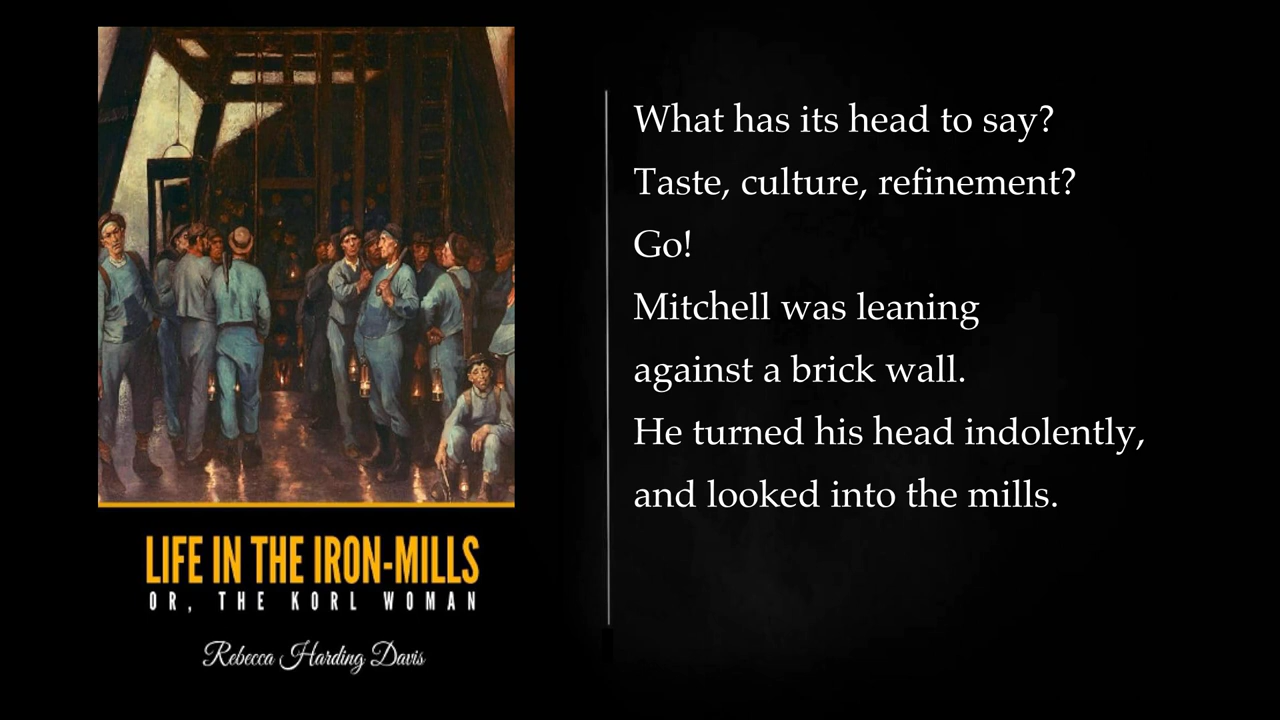 LIFE IN THE IRON-MILLS
OR, THE KORL WOMAN
Rebecca Harding Davis
What has its head to say?
Taste, culture, refinement?
Go!
Mitchell was leaning
against a brick wall.
He turned his head indolently,
and looked into the mills.